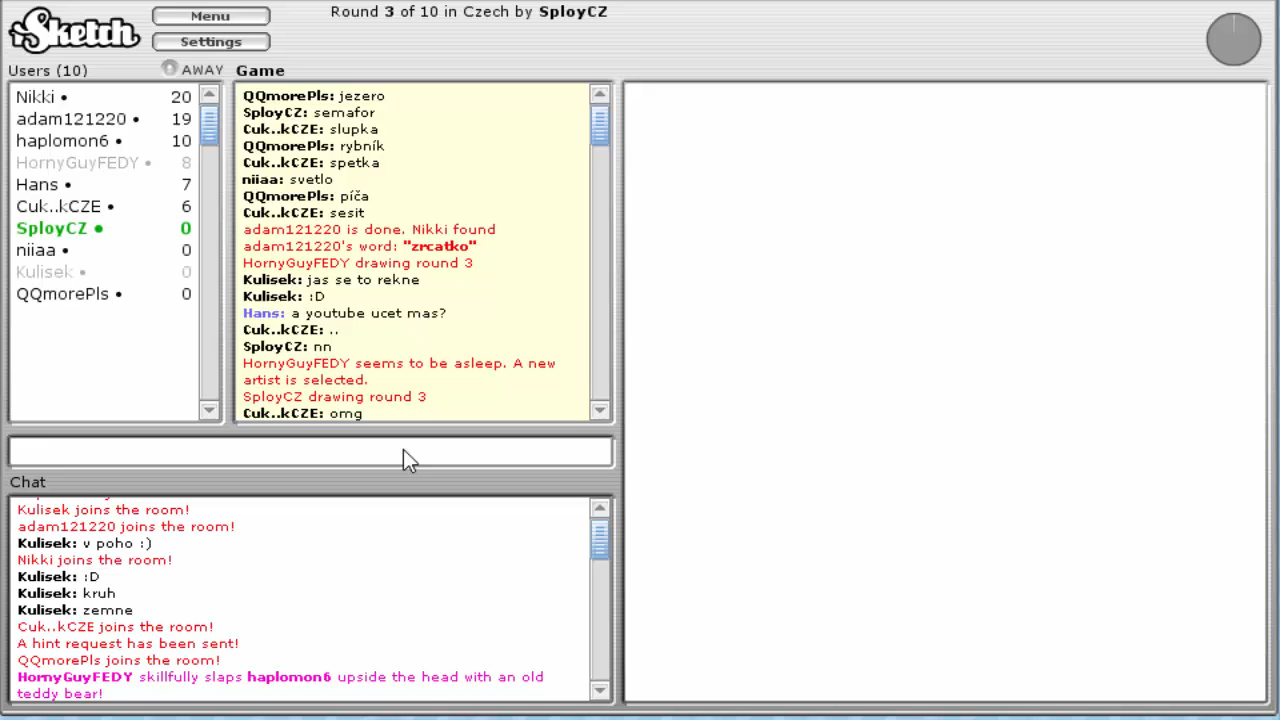 iSketch
Menu
Settings
Round 3 of 10 in Czech by SployCZ
Users (10)
AWAY
Nikki • 20
adam121220 • 19
haplomon6 • 10
HornyGuyFEDY • 8
Hans • 7
Cuk..kCZE • 6
SployCZ • 0
niiaa • 0
Kulisek • 0
QQmorePls • 0
Game
QQmorePls: jezero
SployCZ: semafor
Cuk..kCZE: slupka
QQmorePls: rybník
Cuk..kCZE: spetka
niiaa: svetlo
QQmorePls: píča
Cuk..kCZE: sesit
adam121220 is done. Nikki found
adam121220's word: "zrcatko"
HornyGuyFEDY drawing round 3
Kulisek: jas se to rekne
Kulisek: :D
Hans: a youtube ucet mas?
Cuk..kCZE: ..
SployCZ: nn
HornyGuyFEDY seems to be asleep. A new
artist is selected.
SployCZ drawing round 3
Cuk..kCZE: omg
Chat
Kulisek joins the room!
adam121220 joins the room!
Kulisek: v poho :)
Nikki joins the room!
Kulisek: :D
Kulisek: kruh
Kulisek: zemne
Cuk..kCZE joins the room!
A hint request has been sent!
QQmorePls joins the room!
HornyGuyFEDY skillfully slaps haplomon6 upside the head with an old
teddy bear!